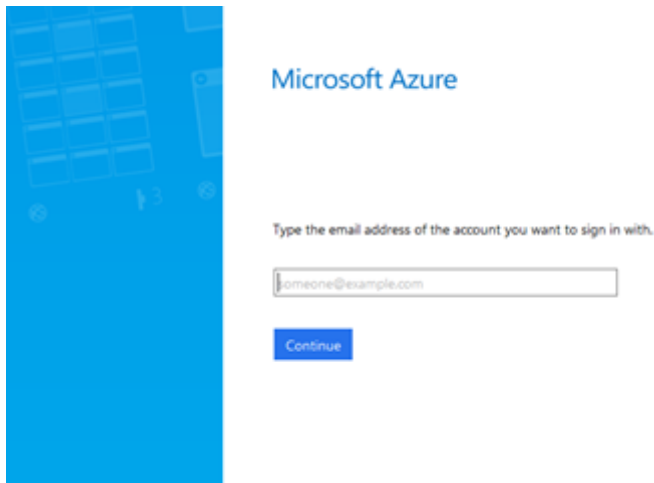 Microsoft Azure
3
Type the email address of the account you want to sign in with.
someone@example.com
Continue